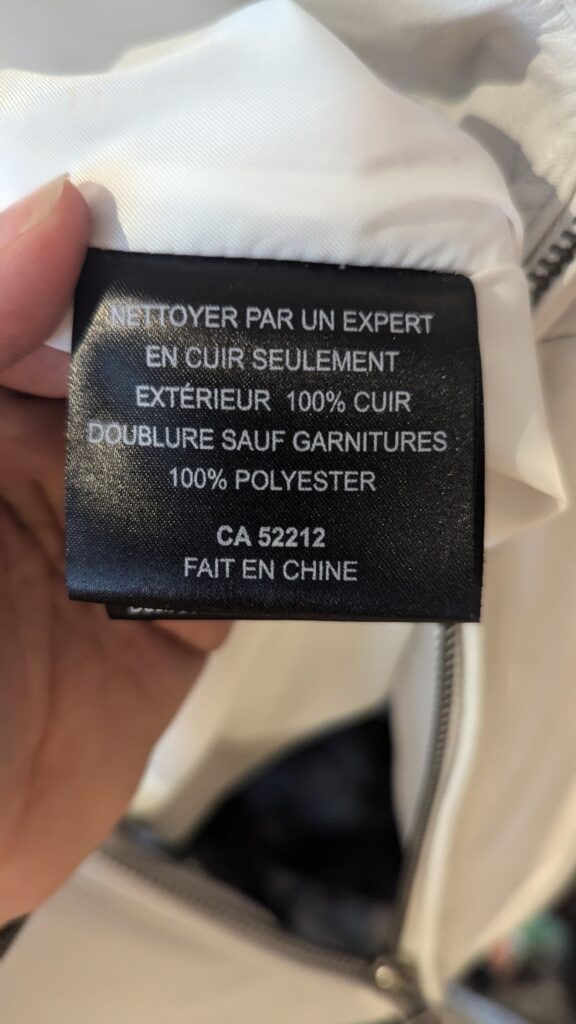 NETTOYER PAR UN EXPERT
EN CUIR SEULEMENT
EXTÉRIEUR 100% CUIR
DOUBLURE SAUF GARNITURES
100% POLYESTER
CA 52212
FAIT EN CHINE